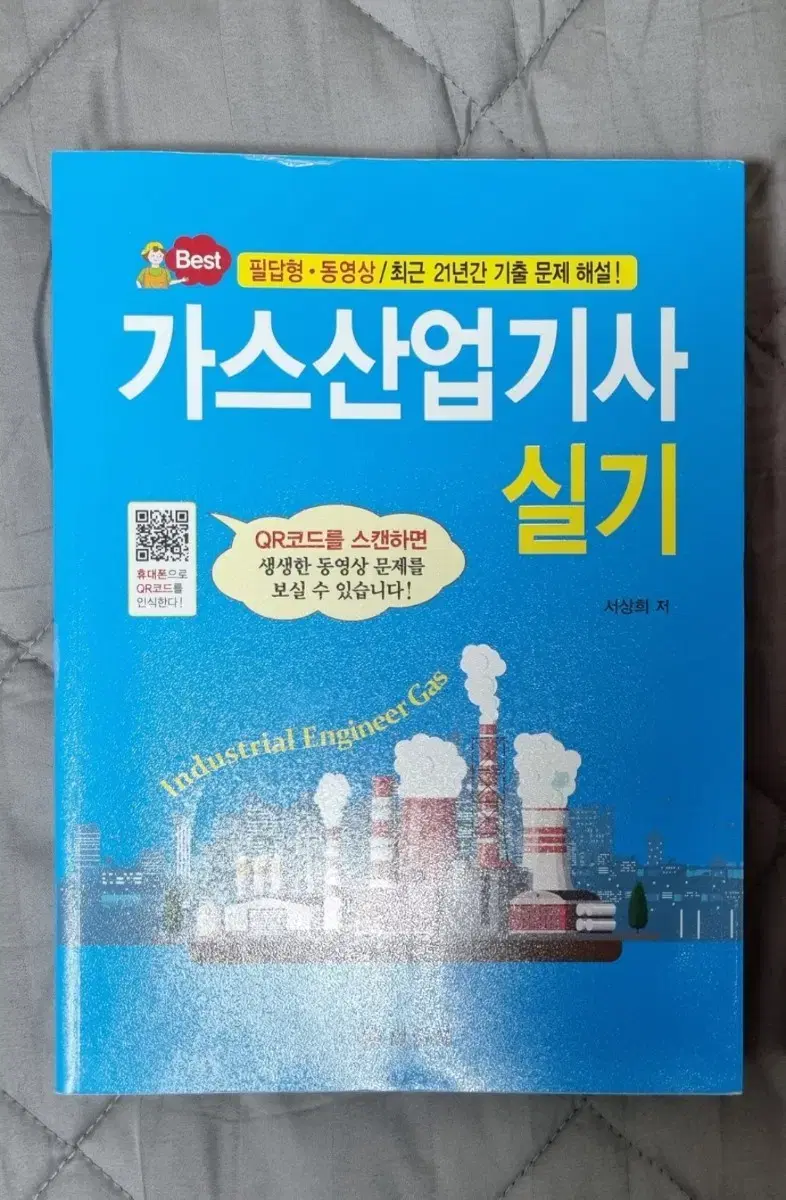 Best
필답형·동영상/최근 21년간 기출 문제 해설!
가스산업기사
실기
QR코드를 스캔하면
생생한 동영상 문제를
보실 수 있습니다!
휴대폰으로
QR코드를
인식한다!
서상희 저
Industrial Engineer Gas